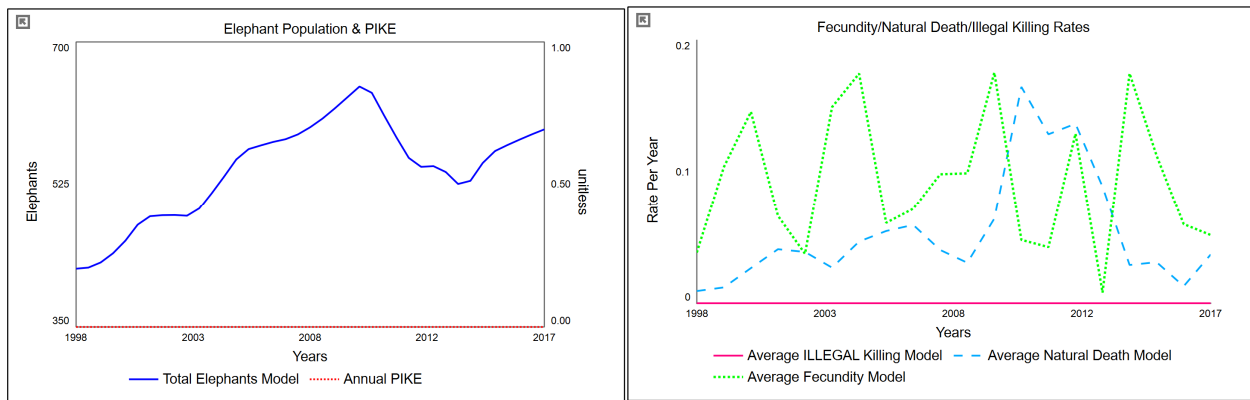 Elephant Population & PIKE
700
525
350
Elephants
1.00
0.50
0.00
unitless
1998
2003
2008
2012
2017
Years
Total Elephants Model
Annual PIKE
Fecundity/Natural Death/Illegal Killing Rates
0.2
0.1
0
Rate Per Year
1998
2003
2008
2012
2017
Years
Average ILLEGAL Killing Model
Average Natural Death Model
Average Fecundity Model